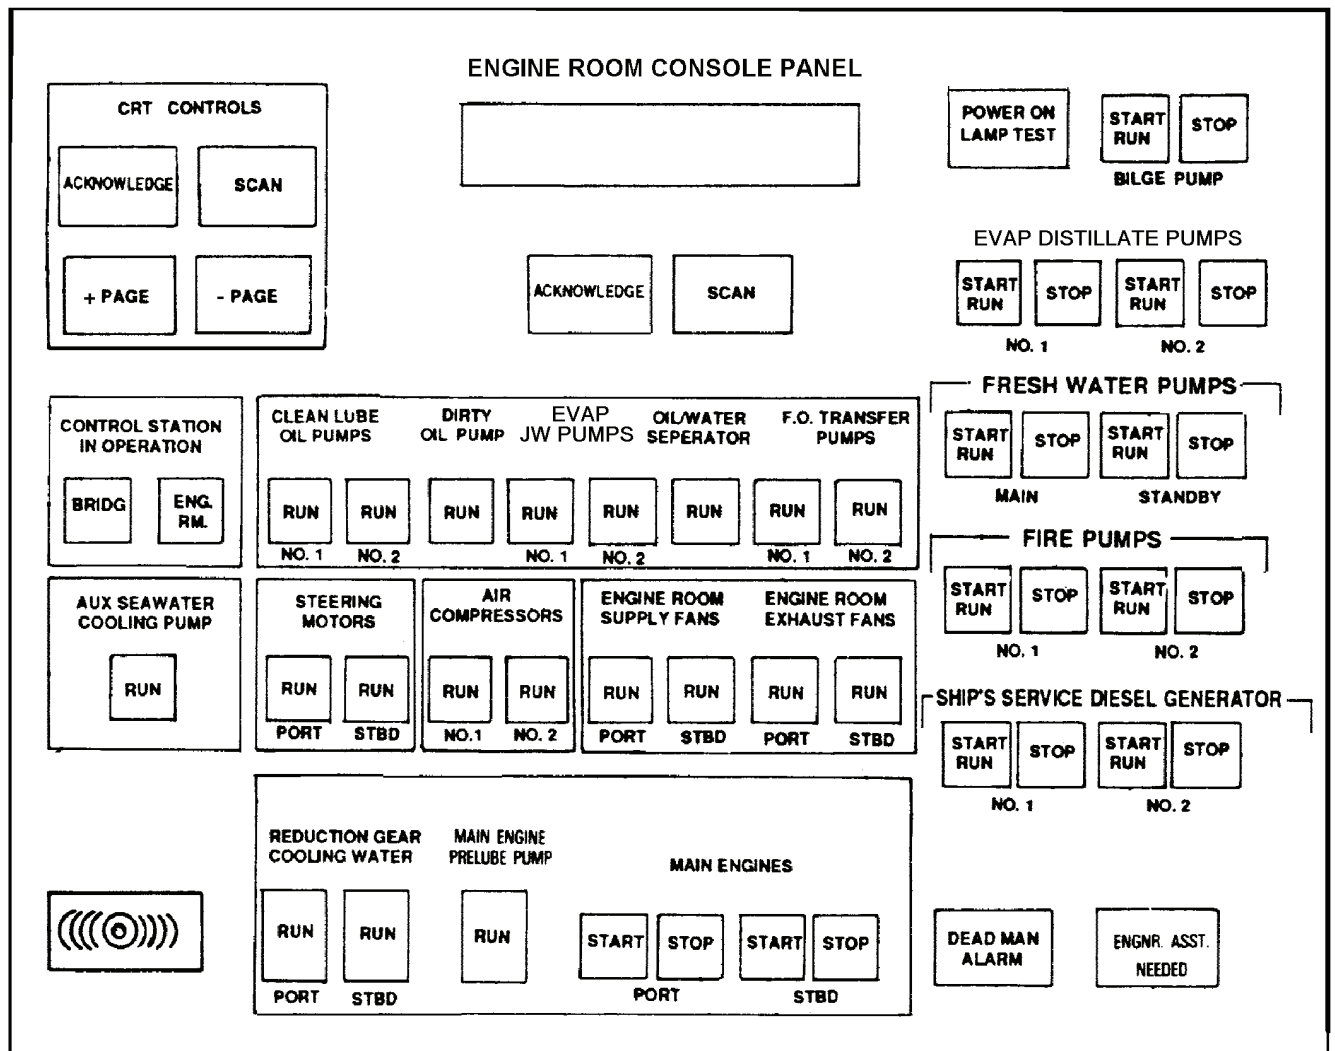 ENGINE ROOM CONSOLE PANEL
CRT CONTROLS
ACKNOWLEDGE
SCAN
+ PAGE
- PAGE
ACKNOWLEDGE
SCAN
POWER ON
LAMP TEST
START
RUN
STOP
BILGE PUMP
EVAP DISTILLATE PUMPS
START
RUN
STOP
START
RUN
STOP
NO. 1
NO. 2
FRESH WATER PUMPS
START
RUN
STOP
START
RUN
STOP
MAIN
STANDBY
FIRE PUMPS
START
RUN
STOP
START
RUN
STOP
NO. 1
NO. 2
SHIP'S SERVICE DIESEL GENERATOR
START
RUN
STOP
START
RUN
STOP
NO. 1
NO. 2
CONTROL STATION
IN OPERATION
BRIDG
ENG.
RM.
CLEAN LUBE
OIL PUMPS
DIRTY
OIL PUMP
EVAP
JW PUMPS
OIL/WATER
SEPERATOR
F.O. TRANSFER
PUMPS
RUN
RUN
RUN
RUN
RUN
RUN
RUN
RUN
NO. 1
NO. 2
NO. 1
NO. 2
NO. 1
NO. 2
AUX SEAWATER
COOLING PUMP
RUN
STEERING
MOTORS
RUN
RUN
PORT
STBD
AIR
COMPRESSORS
RUN
RUN
NO.1
NO. 2
ENGINE ROOM
SUPPLY FANS
ENGINE ROOM
EXHAUST FANS
RUN
RUN
RUN
RUN
PORT
STBD
PORT
STBD
REDUCTION GEAR
COOLING WATER
RUN
RUN
PORT
STBD
MAIN ENGINE
PRELUBE PUMP
RUN
MAIN ENGINES
START
STOP
START
STOP
PORT
STBD
DEAD MAN
ALARM
ENGNR. ASST.
NEEDED